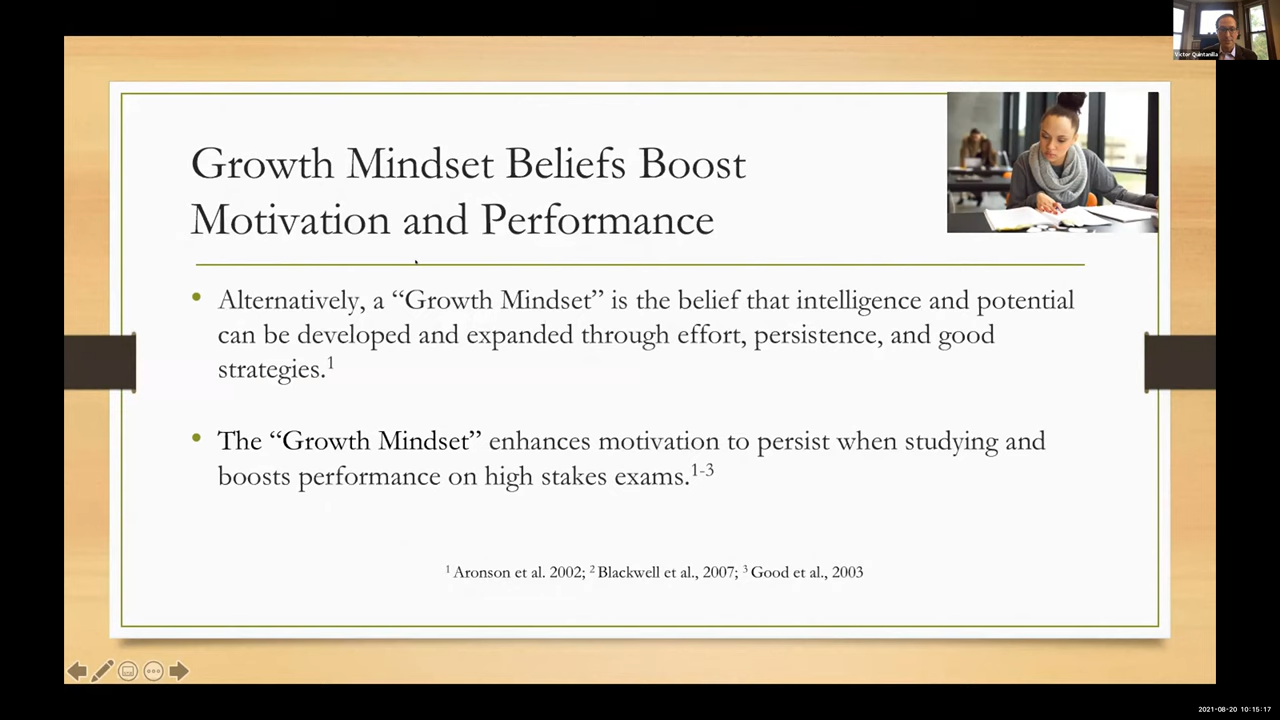 Victor Quintanilla
Growth Mindset Beliefs Boost
Motivation and Performance
• Alternatively, a “Growth Mindset” is the belief that intelligence and potential
can be developed and expanded through effort, persistence, and good
strategies.¹
• The “Growth Mindset” enhances motivation to persist when studying and
boosts performance on high stakes exams.¹⁻³
¹ Aronson et al. 2002; ² Blackwell et al., 2007; ³ Good et al., 2003
2021-08-20 10:15:17